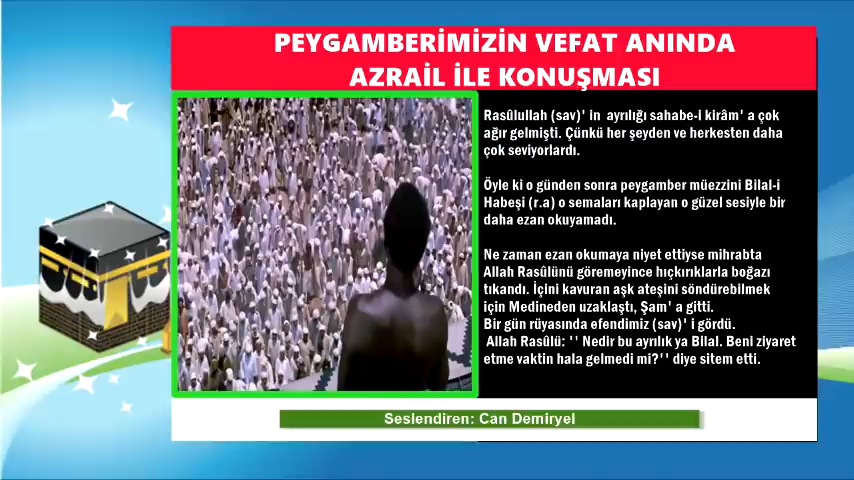 PEYGAMBERİMİZİN VEFAT ANINDA
AZRAİL İLE KONUŞMASI
Rasûlullah (sav)' in ayrılığı sahabe-i kirâm' a çok
ağır gelmişti. Çünkü her şeyden ve herkesten daha
çok seviyorlardı.
Öyle ki o günden sonra peygamber müezzini Bilal-i
Habeşi (r.a) o semaları kaplayan o güzel sesiyle bir
daha ezan okuyamadı.
Ne zaman ezan okumaya niyet ettiyse mihrabta
Allah Rasûlünü göremeyince hıçkırıklarla boğazı
tıkandı. İçini kavuran aşk ateşini söndürebilmek
için Medineden uzaklaştı, Şam' a gitti.
Bir gün rüyasında efendimiz (sav)' i gördü.
Allah Rasûlü: '' Nedir bu ayrılık ya Bilal. Beni ziyaret
etme vaktin hala gelmedi mi?'' diye sitem etti.
Seslendiren: Can Demiryel